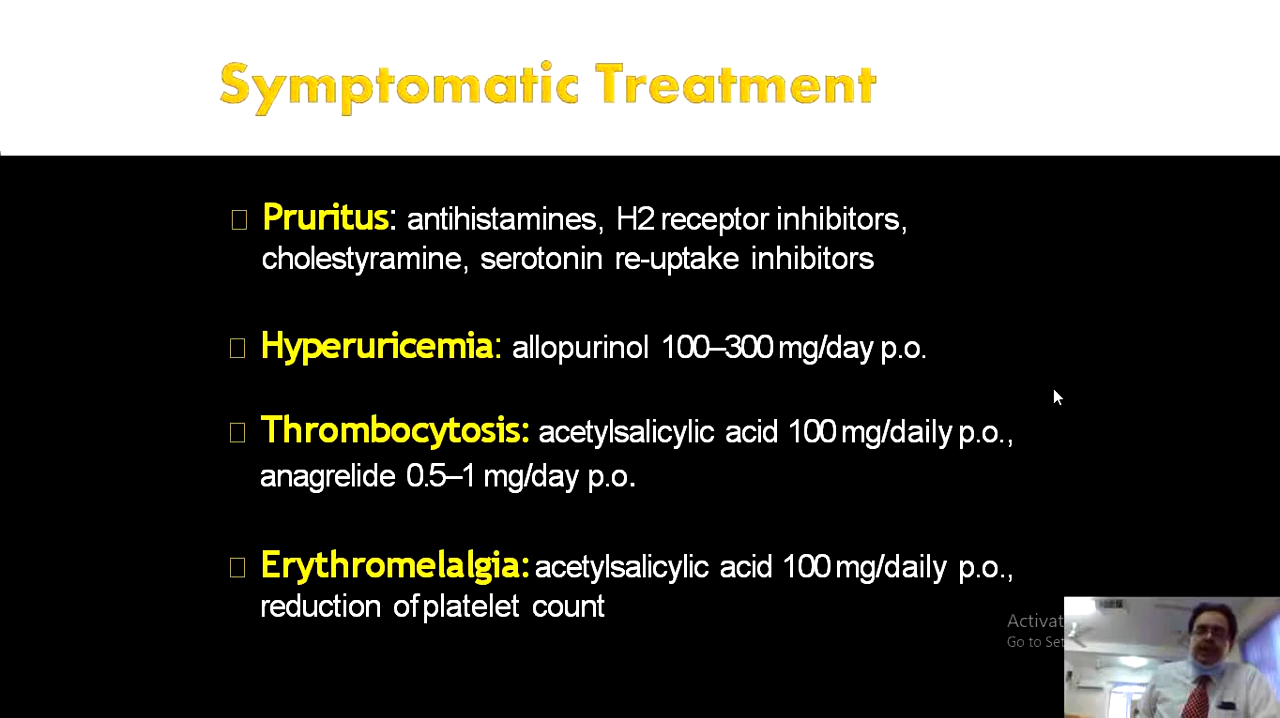 Symptomatic Treatment
Pruritus: antihistamines, H2 receptor inhibitors,
cholestyramine, serotonin re-uptake inhibitors
Hyperuricemia: allopurinol 100–300 mg/day p.o.
Thrombocytosis: acetylsalicylic acid 100 mg/daily p.o.,
anagrelide 0.5–1 mg/day p.o.
Erythromelalgia: acetylsalicylic acid 100 mg/daily p.o.,
reduction of platelet count
Activat
Go to Set